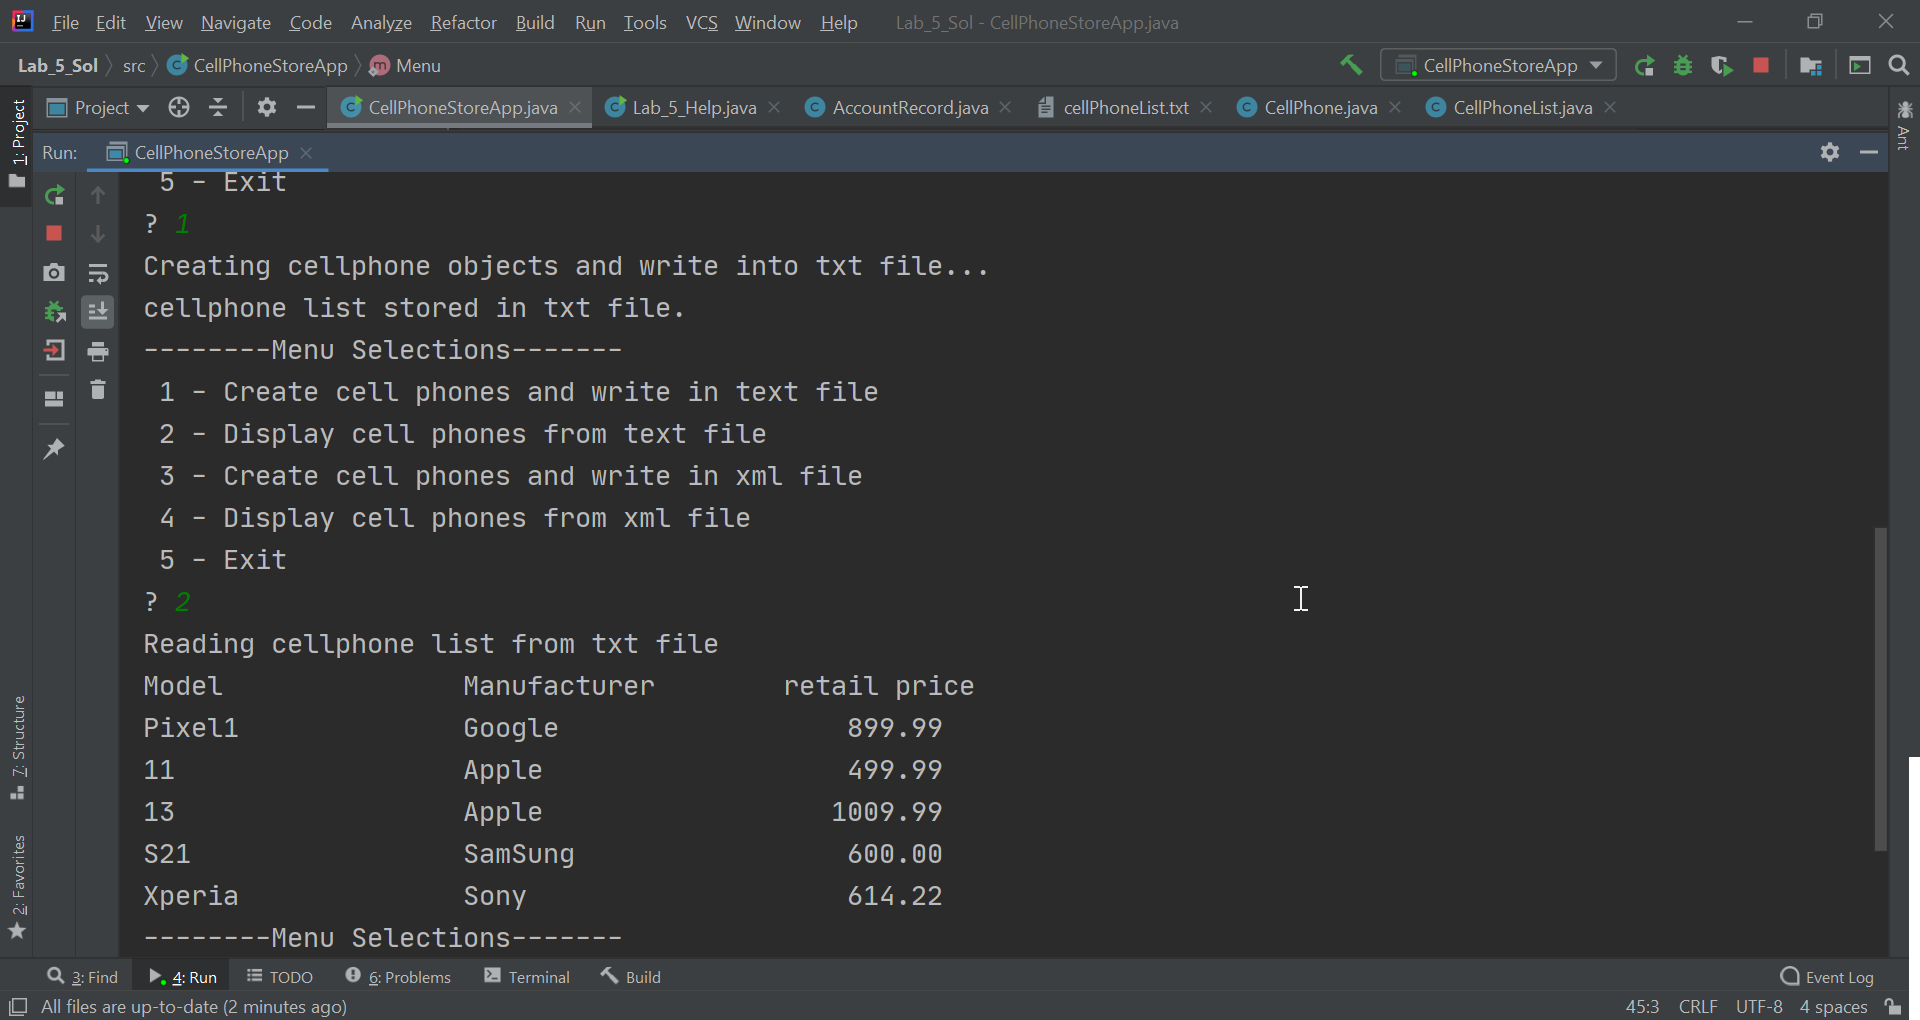 File Edit View Navigate Code Analyze Refactor Build Run Tools VCS Window Help Lab_5_Sol - CellPhoneStoreApp.java
Lab_5_Sol src CellPhoneStoreApp m Menu CellPhoneStoreApp
Project CellPhoneStoreApp.java Lab_5_Help.java AccountRecord.java cellPhoneList.txt CellPhone.java CellPhoneList.java
1: Project
Ant
Run: CellPhoneStoreApp
5 - Exit
? 1
Creating cellphone objects and write into txt file...
cellphone list stored in txt file.
--------Menu Selections-------
1 - Create cell phones and write in text file
2 - Display cell phones from text file
3 - Create cell phones and write in xml file
4 - Display cell phones from xml file
5 - Exit
? 2
Reading cellphone list from txt file
Model Manufacturer retail price
Pixel1 Google 899.99
11 Apple 499.99
13 Apple 1009.99
S21 SamSung 600.00
Xperia Sony 614.22
--------Menu Selections-------
7: Structure
2: Favorites
3: Find 4: Run TODO 6: Problems Terminal Build Event Log
All files are up-to-date (2 minutes ago) 45:3 CRLF UTF-8 4 spaces